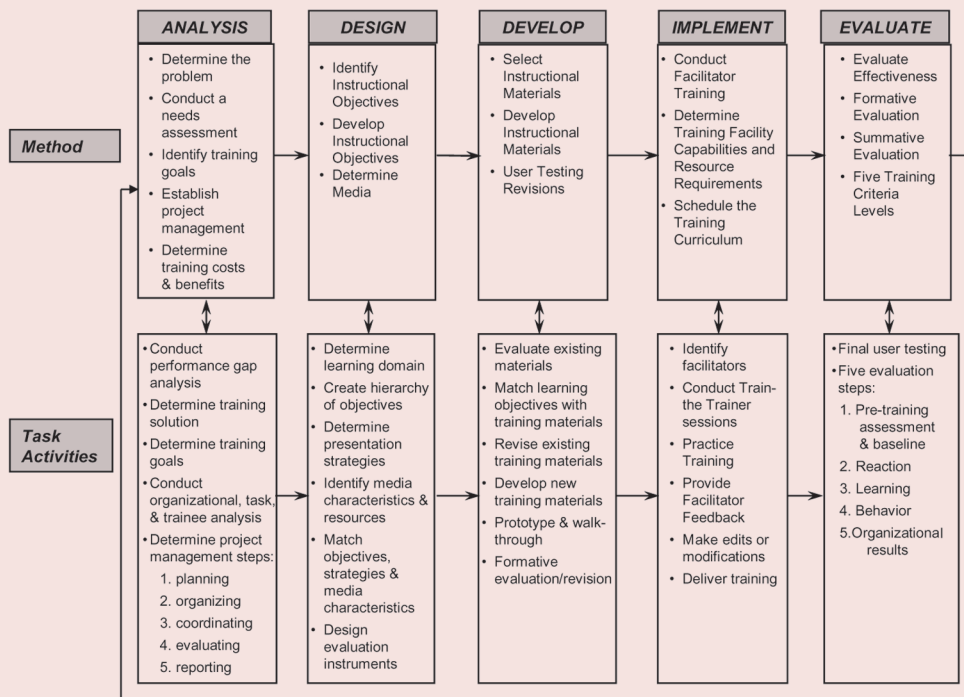 ANALYSIS
DESIGN
DEVELOP
IMPLEMENT
EVALUATE
Method
• Determine the
problem
• Conduct a
needs
assessment
• Identify training
goals
• Establish
project
management
• Determine
training costs
& benefits
• Identify
Instructional
Objectives
• Develop
Instructional
Objectives
• Determine
Media
• Select
Instructional
Materials
• Develop
Instructional
Materials
• User Testing
Revisions
• Conduct
Facilitator
Training
• Determine
Training Facility
Capabilities and
Resource
Requirements
• Schedule the
Training
Curriculum
• Evaluate
Effectiveness
• Formative
Evaluation
• Summative
Evaluation
• Five Training
Criteria
Levels
Task
Activities
• Conduct
performance gap
analysis
• Determine training
solution
• Determine training
goals
• Conduct
organizational, task,
& trainee analysis
• Determine project
management steps:
1. planning
2. organizing
3. coordinating
4. evaluating
5. reporting
• Determine
learning domain
• Create hierarchy
of objectives
• Determine
presentation
strategies
• Identify media
characteristics &
resources
• Match
objectives,
strategies &
media
characteristics
• Design
evaluation
instruments
• Evaluate existing
materials
• Match learning
objectives with
training materials
• Revise existing
training materials
• Develop new
training materials
• Prototype & walk-
through
• Formative
evaluation/revision
• Identify
facilitators
• Conduct Train-
the Trainer
sessions
• Practice
Training
• Provide
Facilitator
Feedback
• Make edits or
modifications
• Deliver training
• Final user testing
• Five evaluation
steps:
1. Pre-training
assessment
& baseline
2. Reaction
3. Learning
4. Behavior
5.Organizational
results